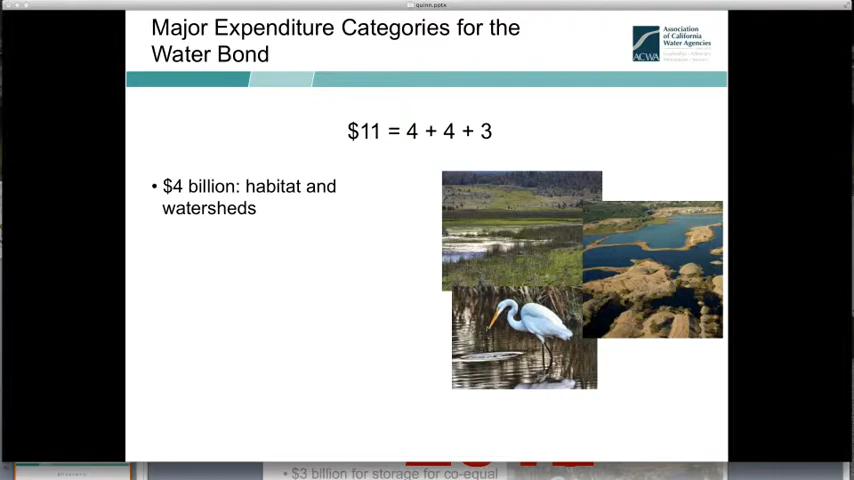 quinn.pptx
Major Expenditure Categories for the
Water Bond
Association
of California
Water Agencies
ACWA
$11 = 4 + 4 + 3
• $4 billion: habitat and
watersheds
• $3 billion for storage for co-equal